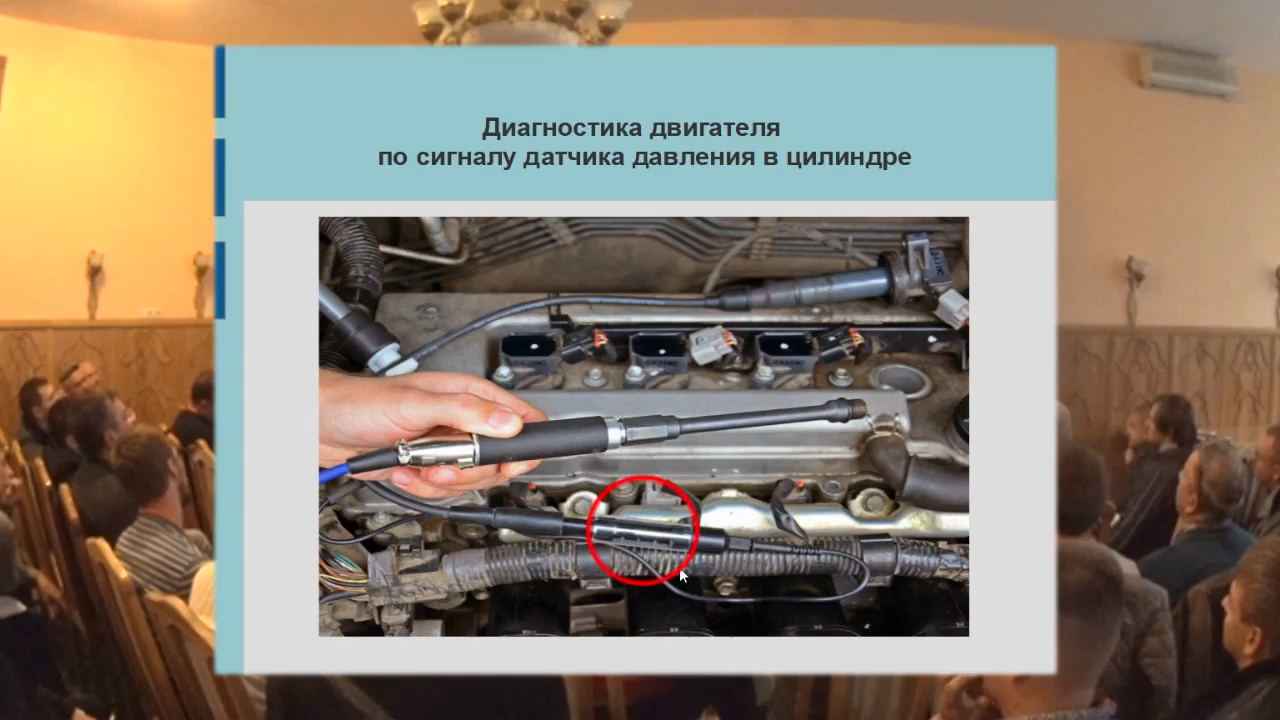 Диагностика двигателя
по сигналу датчика давления в цилиндре